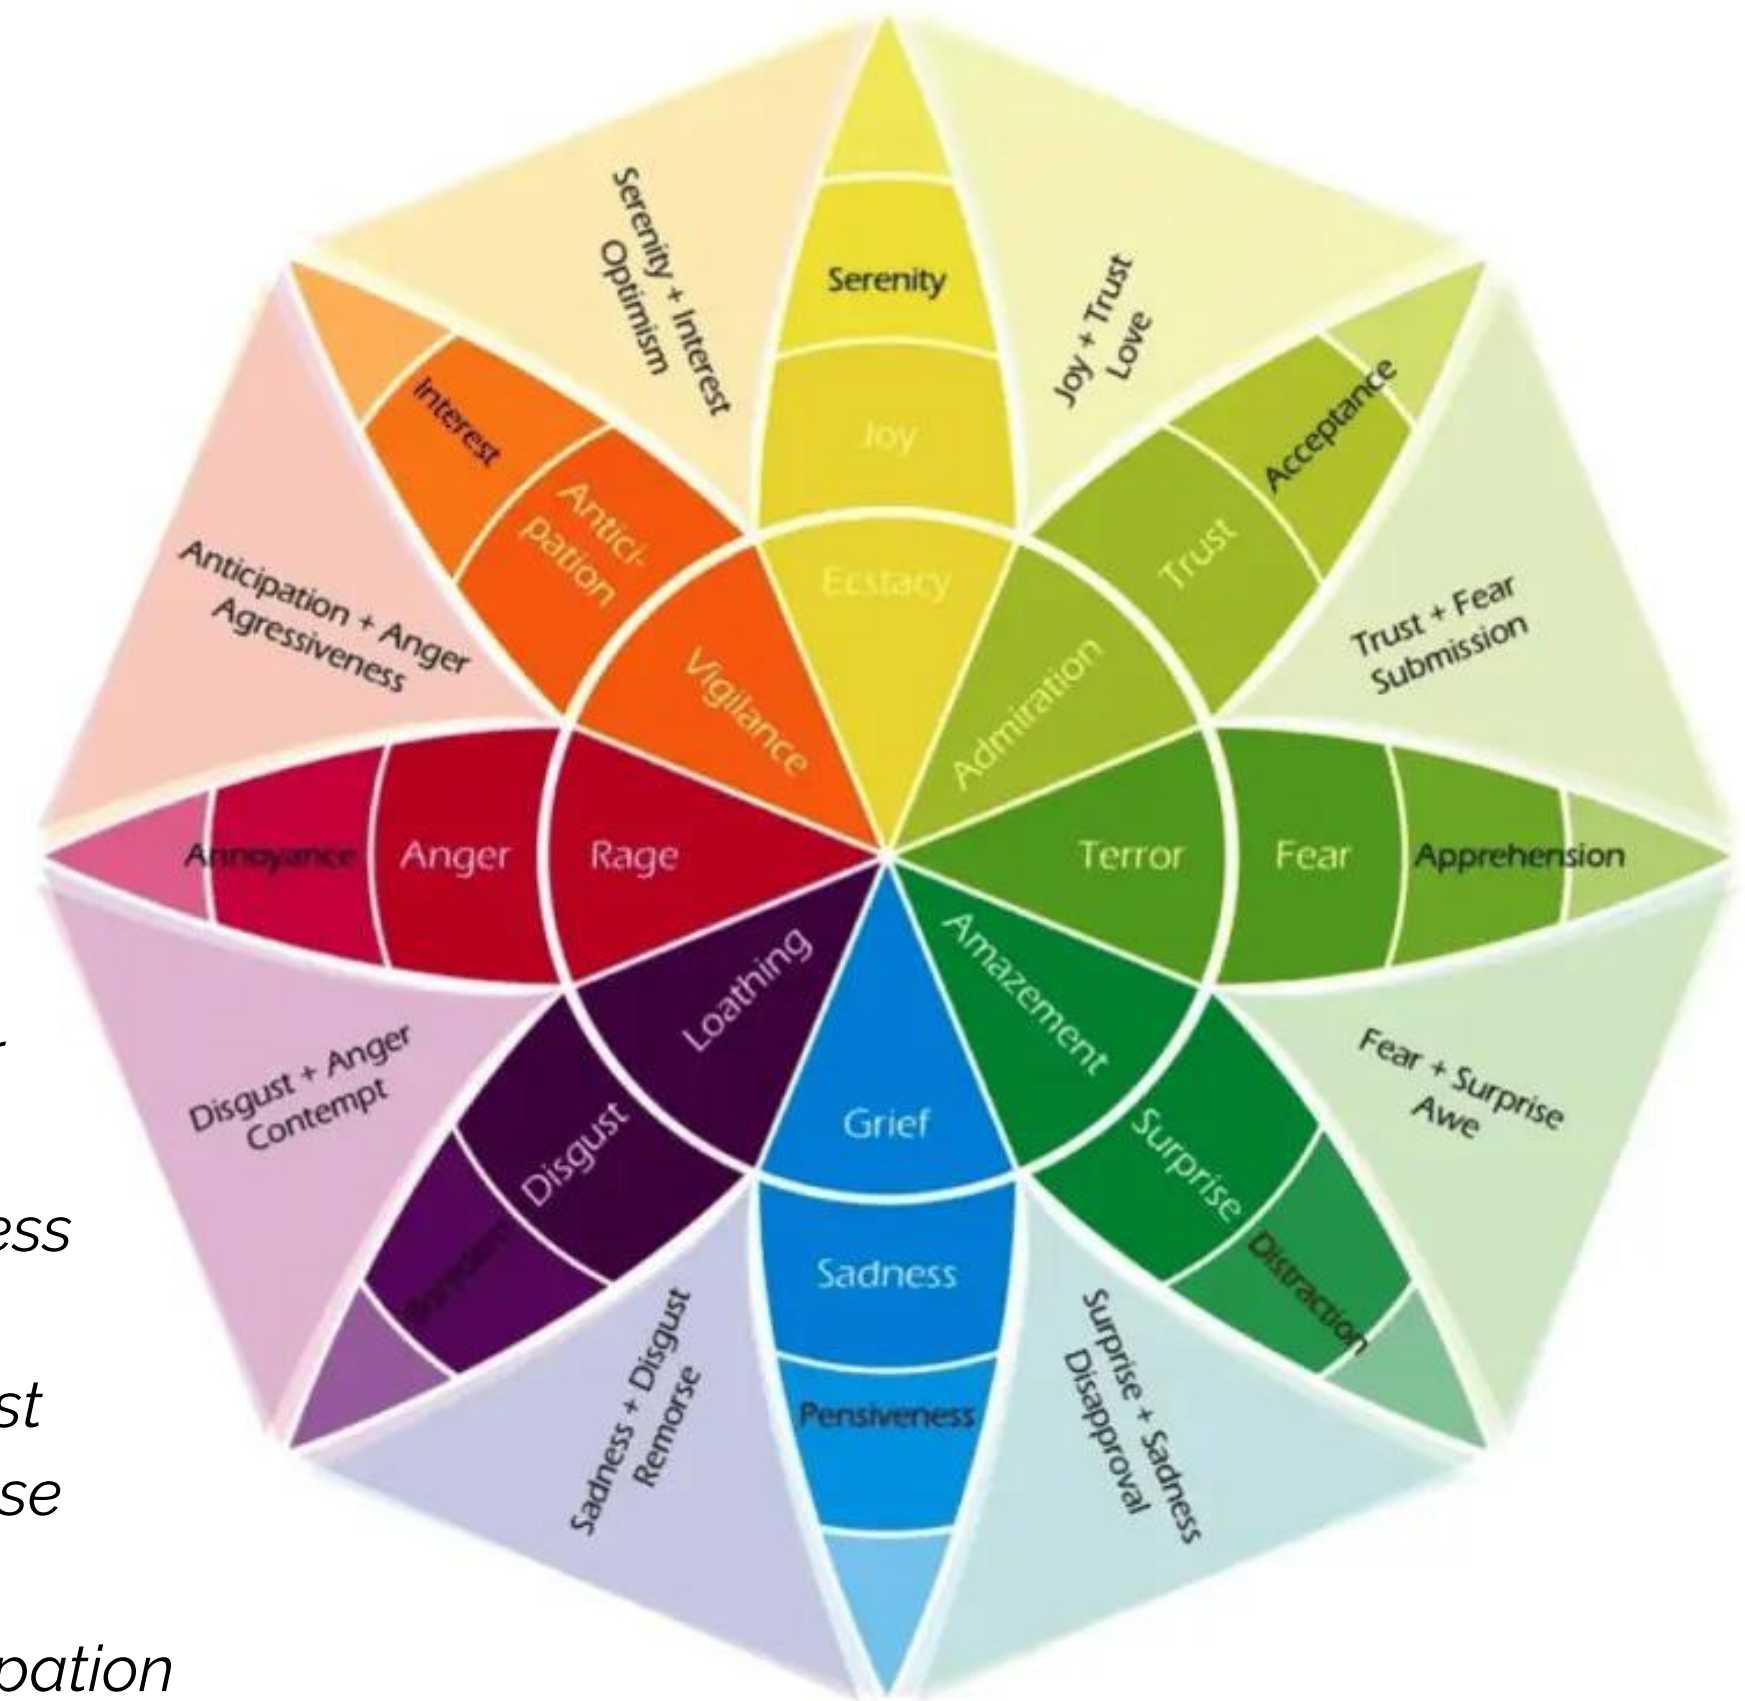 Serenity + Interest
Optimism
Serenity
Joy
Ecstacy
Joy + Trust
Love
Interest
Antici-
pation
Vigilance
Acceptance
Trust
Admiration
Anticipation + Anger
Agressiveness
Trust + Fear
Submission
Annoyance
Anger
Rage
Terror
Fear
Apprehension
Loathing
Disgust
Disgust + Anger
Contempt
Grief
Sadness
Pensiveness
Amazement
Surprise
Distraction
Fear + Surprise
Awe
Sadness + Disgust
Remorse
Surprise + Sadness
Disapproval
r
ess
st
se
pation